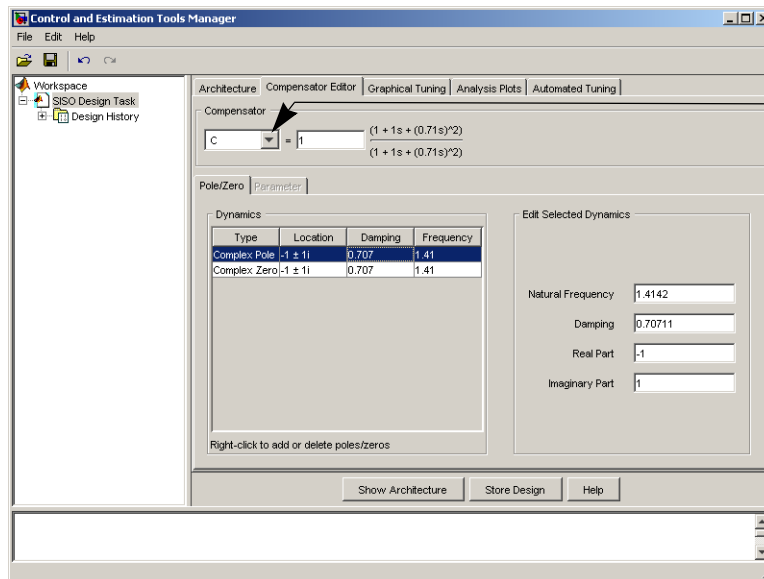 Control and Estimation Tools Manager
File Edit Help
Workspace
SISO Design Task
Design History
Architecture Compensator Editor Graphical Tuning Analysis Plots Automated Tuning
Compensator
C = 1 (1 + 1s + (0.71s)^2)
(1 + 1s + (0.71s)^2)
Pole/Zero Parameter
Dynamics
Type Location Damping Frequency
Complex Pole -1 ± 1i 0.707 1.41
Complex Zero -1 ± 1i 0.707 1.41
Right-click to add or delete poles/zeros
Edit Selected Dynamics
Natural Frequency 1.4142
Damping 0.70711
Real Part -1
Imaginary Part 1
Show Architecture Store Design Help